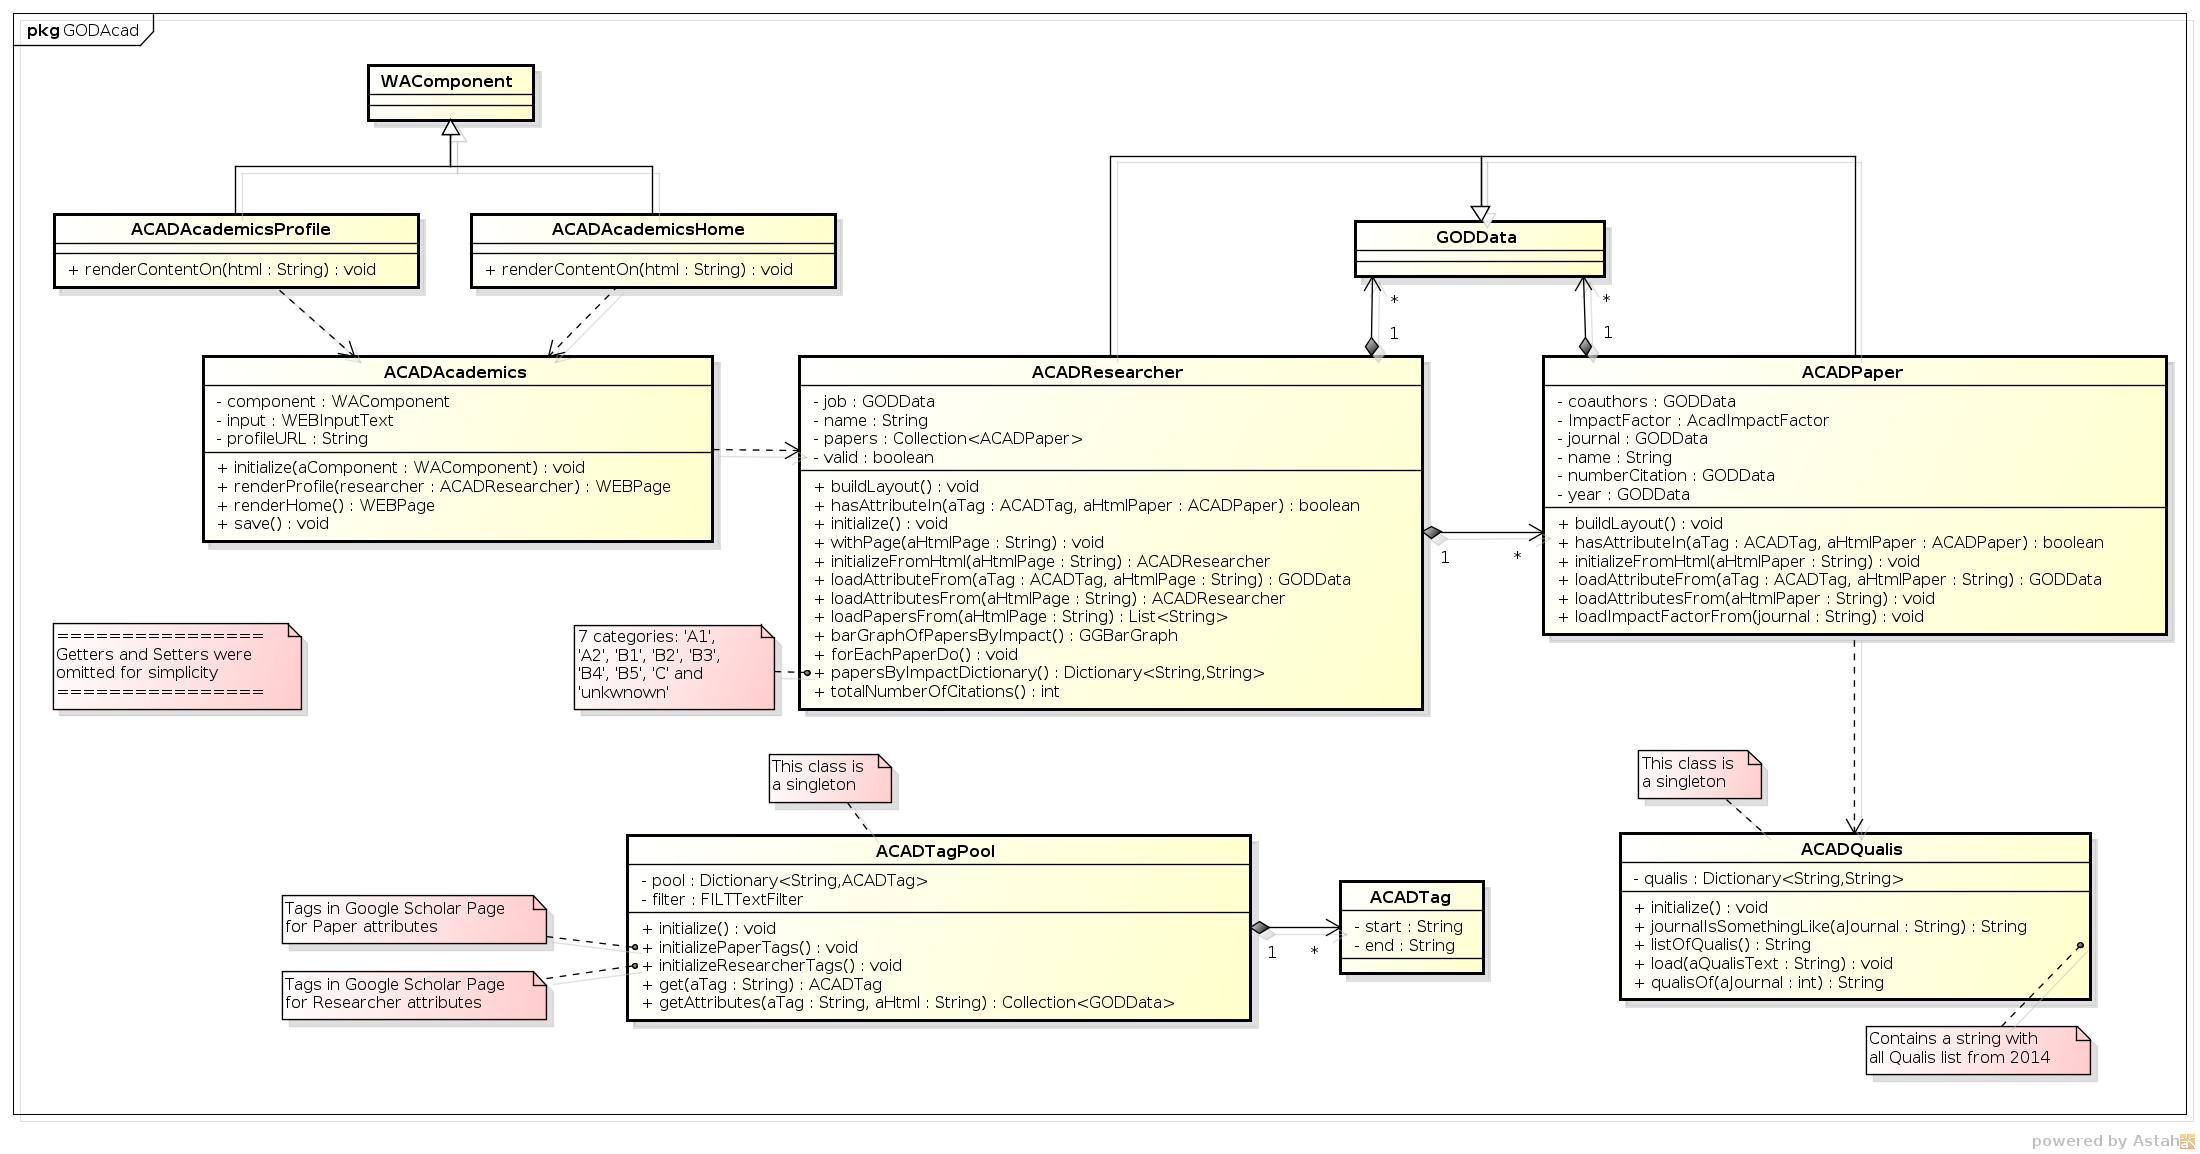 pkg GODAcad
WAComponent
ACADAcademicsProfile
+ renderContentOn(html : String) : void
ACADAcademicsHome
+ renderContentOn(html : String) : void
GODData
*
1
*
1
ACADAcademics
- component : WAComponent
- input : WEBInputText
- profileURL : String
+ initialize(aComponent : WAComponent) : void
+ renderProfile(researcher : ACADResearcher) : WEBPage
+ renderHome() : WEBPage
+ save() : void
ACADResearcher
- job : GODData
- name : String
- papers : Collection<ACADPaper>
- valid : boolean
+ buildLayout() : void
+ hasAttributeIn(aTag : ACADTag, aHtmlPaper : ACADPaper) : boolean
+ initialize() : void
+ withPage(aHtmlPage : String) : void
+ initializeFromHtml(aHtmlPage : String) : ACADResearcher
+ loadAttributeFrom(aTag : ACADTag, aHtmlPage : String) : GODData
+ loadAttributesFrom(aHtmlPage : String) : ACADResearcher
+ loadPapersFrom(aHtmlPage : String) : List<String>
+ barGraphOfPapersByImpact() : GGBarGraph
+ forEachPaperDo() : void
+ papersByImpactDictionary() : Dictionary<String,String>
+ totalNumberOfCitations() : int
1
*
ACADPaper
- coauthors : GODData
- ImpactFactor : AcadImpactFactor
- journal : GODData
- name : String
- numberCitation : GODData
- year : GODData
+ buildLayout() : void
+ hasAttributeIn(aTag : ACADTag, aHtmlPaper : ACADPaper) : boolean
+ initializeFromHtml(aHtmlPaper : String) : void
+ loadAttributeFrom(aTag : ACADTag, aHtmlPaper : String) : GODData
+ loadAttributesFrom(aHtmlPaper : String) : void
+ loadImpactFactorFrom(journal : String) : void
================
Getters and Setters were
omitted for simplicity
================
7 categories: 'A1',
'A2', 'B1', 'B2', 'B3',
'B4', 'B5', 'C' and
'unkwnown'
This class is
a singleton
This class is
a singleton
ACADTagPool
- pool : Dictionary<String,ACADTag>
- filter : FILTTextFilter
+ initialize() : void
+ initializePaperTags() : void
+ initializeResearcherTags() : void
+ get(aTag : String) : ACADTag
+ getAttributes(aTag : String, aHtml : String) : Collection<GODData>
Tags in Google Scholar Page
for Paper attributes
Tags in Google Scholar Page
for Researcher attributes
1
*
ACADTag
- start : String
- end : String
ACADQualis
- qualis : Dictionary<String,String>
+ initialize() : void
+ journalIsSomethingLike(aJournal : String) : String
+ listOfQualis() : String
+ load(aQualisText : String) : void
+ qualisOf(aJournal : int) : String
Contains a string with
all Qualis list from 2014
powered by Astah